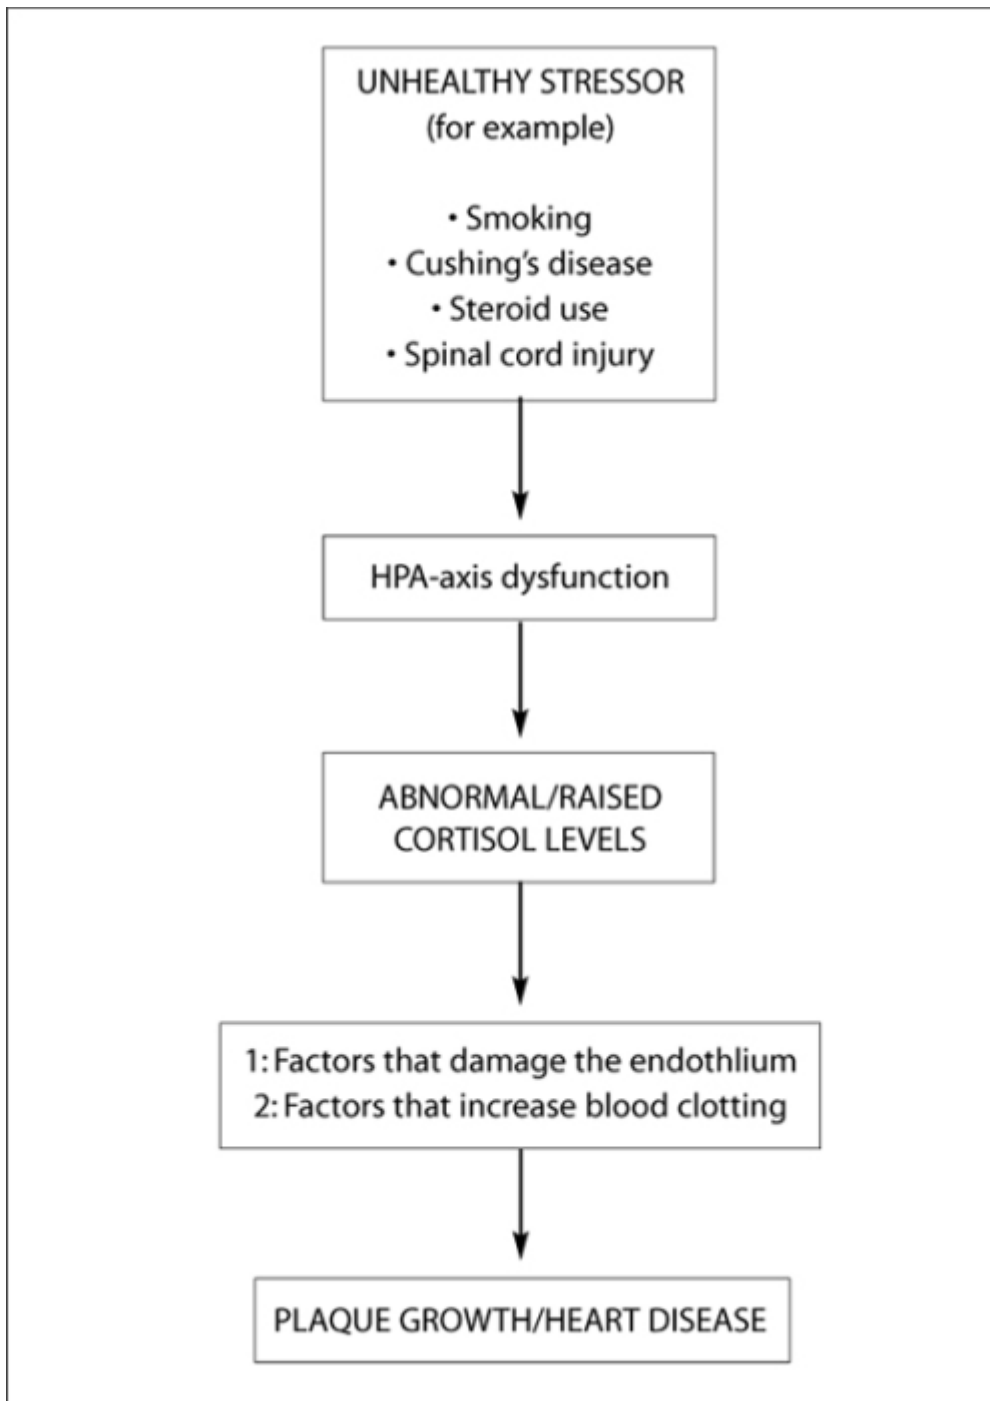 UNHEALTHY STRESSOR
(for example)
• Smoking
• Cushing’s disease
• Steroid use
• Spinal cord injury
HPA-axis dysfunction
ABNORMAL/RAISED
CORTISOL LEVELS
1: Factors that damage the endothlium
2: Factors that increase blood clotting
PLAQUE GROWTH/HEART DISEASE